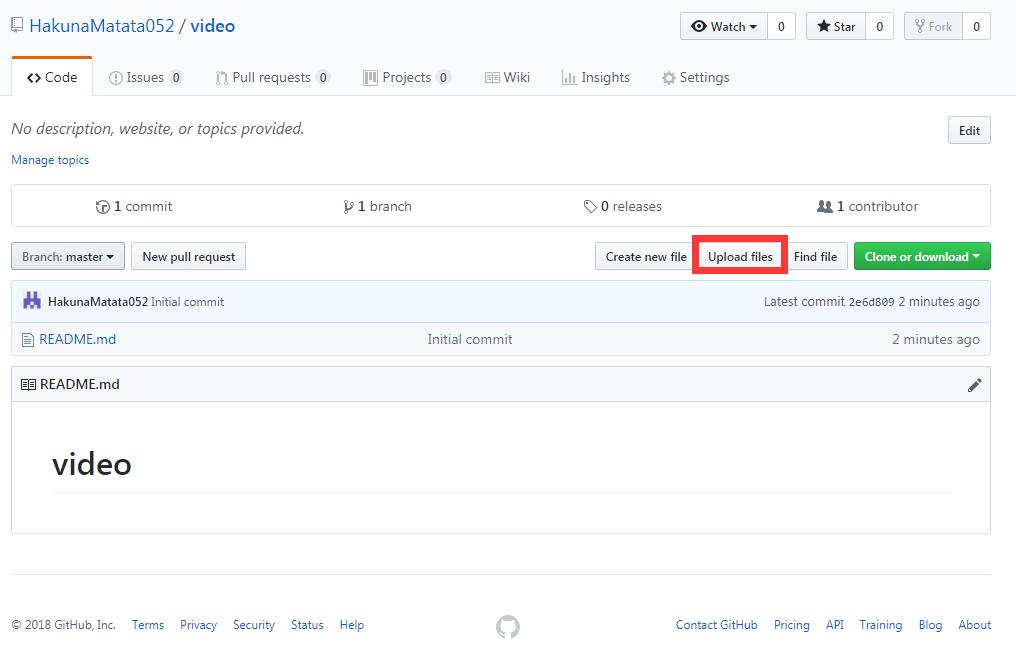 HakunaMatata052 / video Watch 0 Star 0 Fork 0
Code Issues 0 Pull requests 0 Projects 0 Wiki Insights Settings
No description, website, or topics provided. Edit
Manage topics
1 commit 1 branch 0 releases 1 contributor
Branch: master New pull request Create new file Upload files Find file Clone or download
HakunaMatata052 Initial commit Latest commit 2e6d809 2 minutes ago
README.md Initial commit 2 minutes ago
README.md
video
© 2018 GitHub, Inc. Terms Privacy Security Status Help Contact GitHub Pricing API Training Blog About